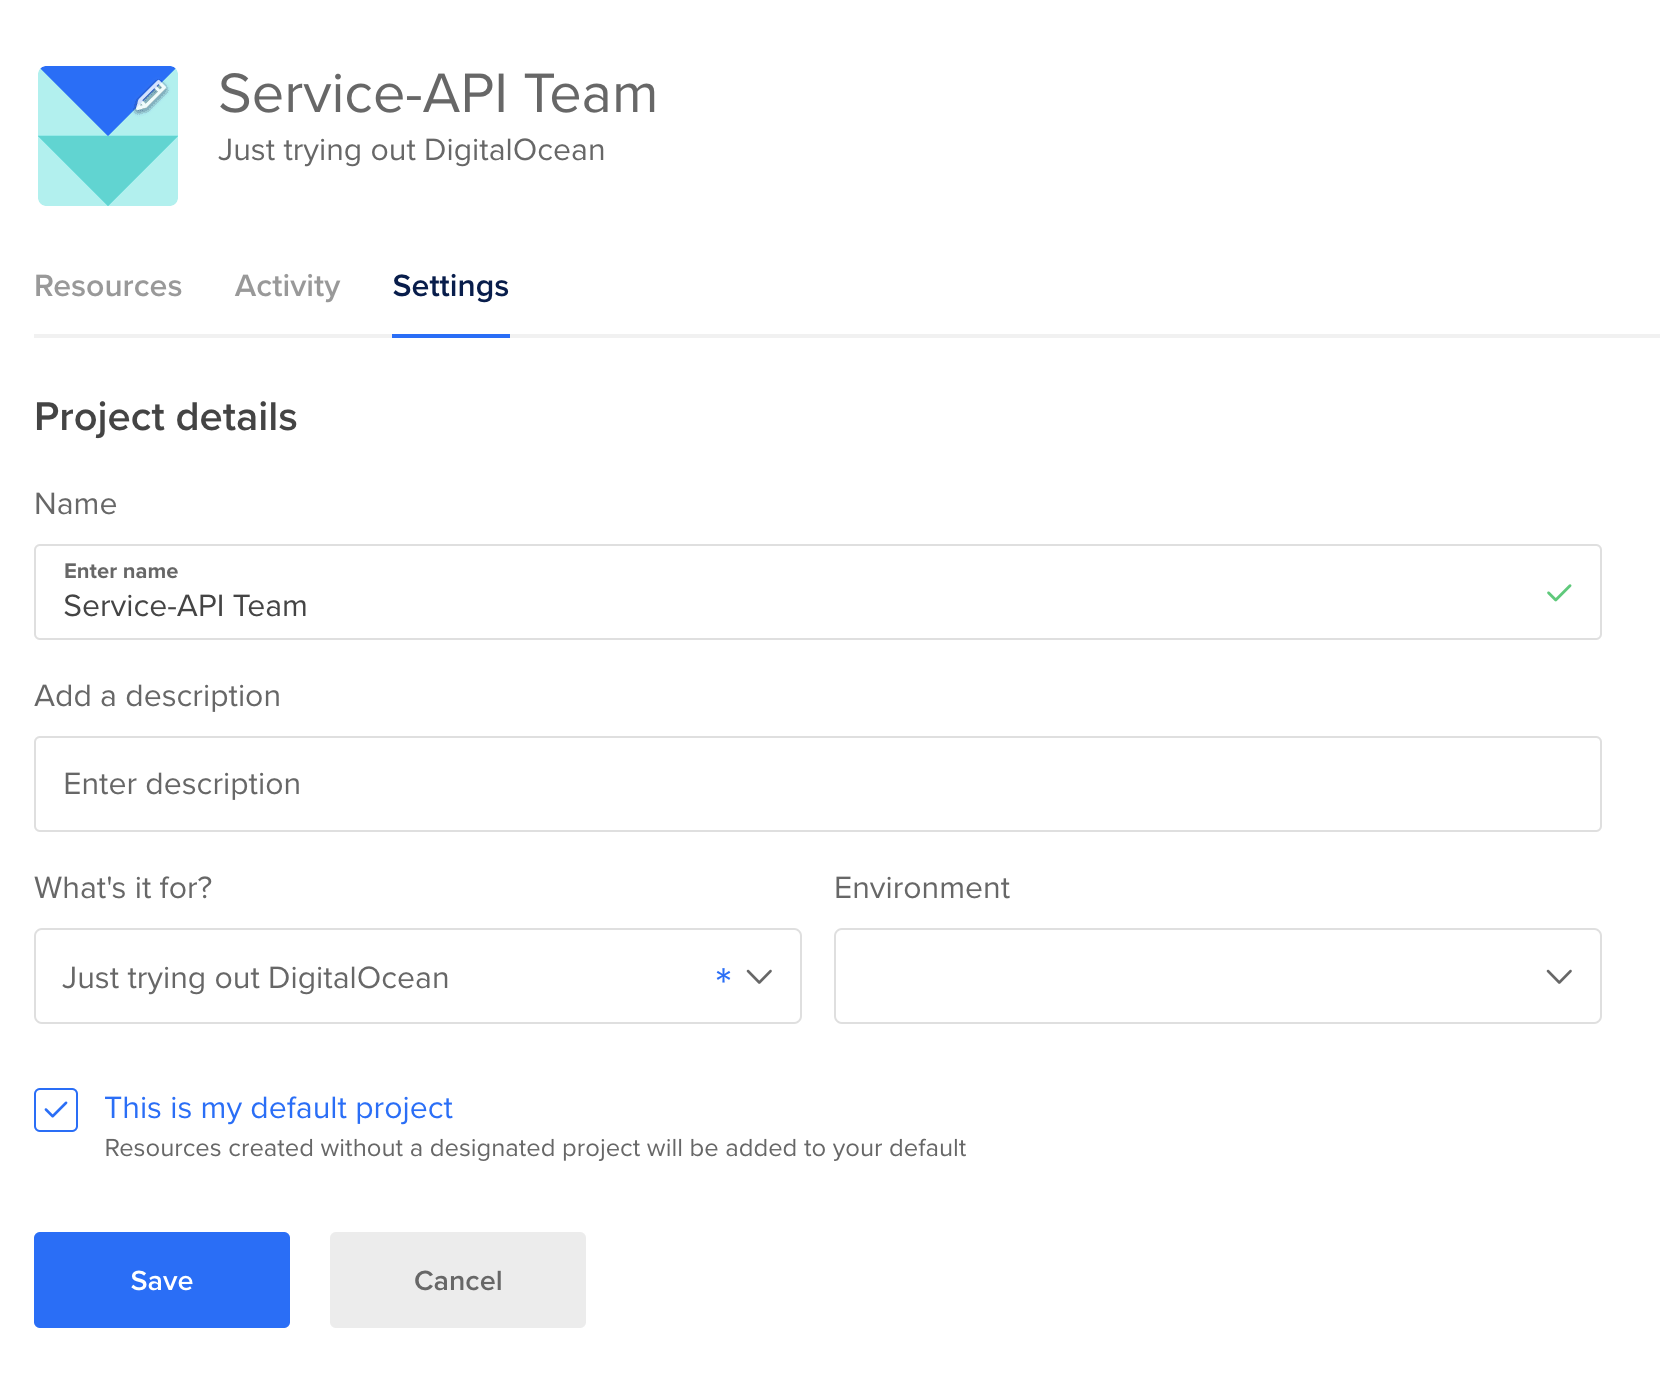 Service-API Team
Just trying out DigitalOcean
Resources Activity Settings
Project details
Name
Enter name
Service-API Team
Add a description
Enter description
What's it for? Environment
Just trying out DigitalOcean *
This is my default project
Resources created without a designated project will be added to your default
Save Cancel